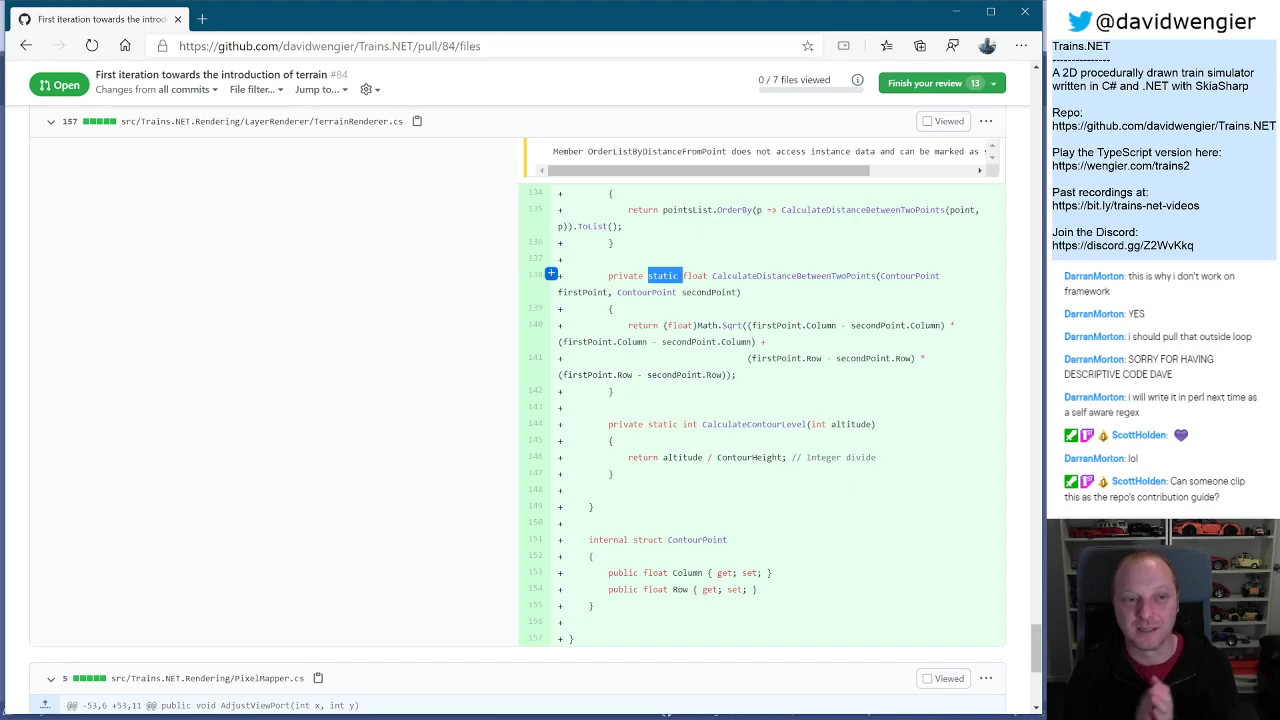 First iteration towards the introd
https://github.com/davidwengier/Trains.NET/pull/84/files
Open
First iteration towards the introduction of terrain #84
Changes from all commits
File filter...
Jump to...
0 / 7 files viewed
Finish your review 13
157 src/Trains.NET.Rendering/LayerRenderer/TerrainRenderer.cs
Viewed
Member OrderListByDistanceFromPoint does not access instance data and can be marked as
134 + {
135 + return pointsList.OrderBy(p => CalculateDistanceBetweenTwoPoints(point,
p)).ToList();
136 + }
137 +
138 + private static float CalculateDistanceBetweenTwoPoints(ContourPoint
firstPoint, ContourPoint secondPoint)
139 + {
140 + return (float)Math.Sqrt((firstPoint.Column - secondPoint.Column) *
(firstPoint.Column - secondPoint.Column) +
141 + (firstPoint.Row - secondPoint.Row) *
(firstPoint.Row - secondPoint.Row));
142 + }
143 +
144 + private static int CalculateContourLevel(int altitude)
145 + {
146 + return altitude / ContourHeight; // Integer divide
147 + }
148 +
149 + }
150 +
151 + internal struct ContourPoint
152 + {
153 + public float Column { get; set; }
154 + public float Row { get; set; }
155 + }
156 +
157 + }
5 src/Trains.NET.Rendering/PixelMapper.cs
Viewed
@@ -53,6 +53,11 @@ public void AdjustViewPort(int x, int y)
@davidwengier
Trains.NET
---------------
A 2D procedurally drawn train simulator
written in C# and .NET with SkiaSharp
Repo:
https://github.com/davidwengier/Trains.NET
Play the TypeScript version here:
https://wengier.com/trains2
Past recordings at:
https://bit.ly/trains-net-videos
Join the Discord:
https://discord.gg/Z2WvKkq
DarranMorton: this is why i don't work on
framework
DarranMorton: YES
DarranMorton: i should pull that outside loop
DarranMorton: SORRY FOR HAVING
DESCRIPTIVE CODE DAVE
DarranMorton: i will write it in perl next time as
a self aware regex
ScottHolden:
DarranMorton: lol
ScottHolden: Can someone clip
this as the repo's contribution guide?